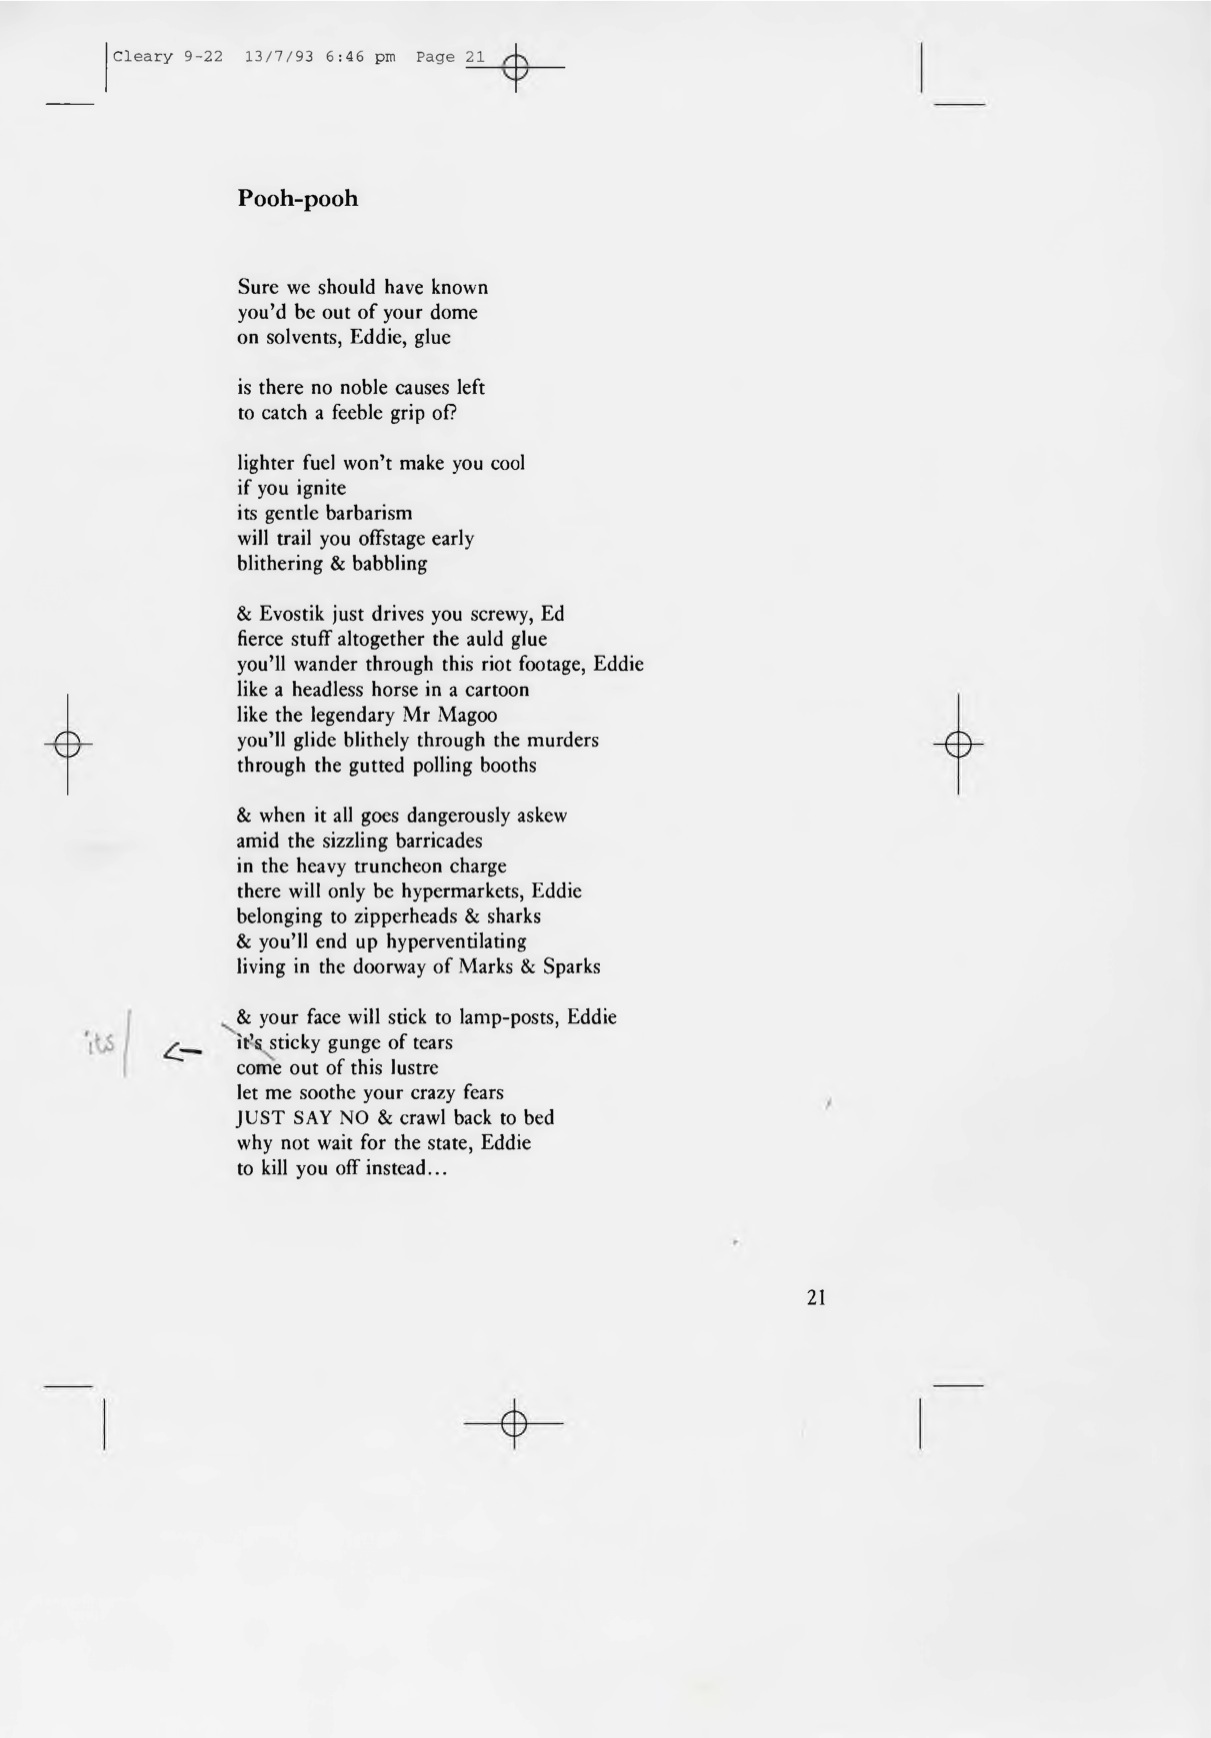 Cleary 9-22  13/7/93 6:46 pm  Page 21
Pooh-pooh
Sure we should have known
you'd be out of your dome
on solvents, Eddie, glue
is there no noble causes left
to catch a feeble grip of?
lighter fuel won't make you cool
if you ignite
its gentle barbarism
will trail you offstage early
blithering & babbling
& Evostik just drives you screwy, Ed
fierce stuff altogether the auld glue
you'll wander through this riot footage, Eddie
like a headless horse in a cartoon
like the legendary Mr Magoo
you'll glide blithely through the murders
through the gutted polling booths
& when it all goes dangerously askew
amid the sizzling barricades
in the heavy truncheon charge
there will only be hypermarkets, Eddie
belonging to zipperheads & sharks
& you'll end up hyperventilating
living in the doorway of Marks & Sparks
& your face will stick to lamp-posts, Eddie
its/
it's sticky gunge of tears
come out of this lustre
let me soothe your crazy fears
JUST SAY NO & crawl back to bed
why not wait for the state, Eddie
to kill you off instead...
21